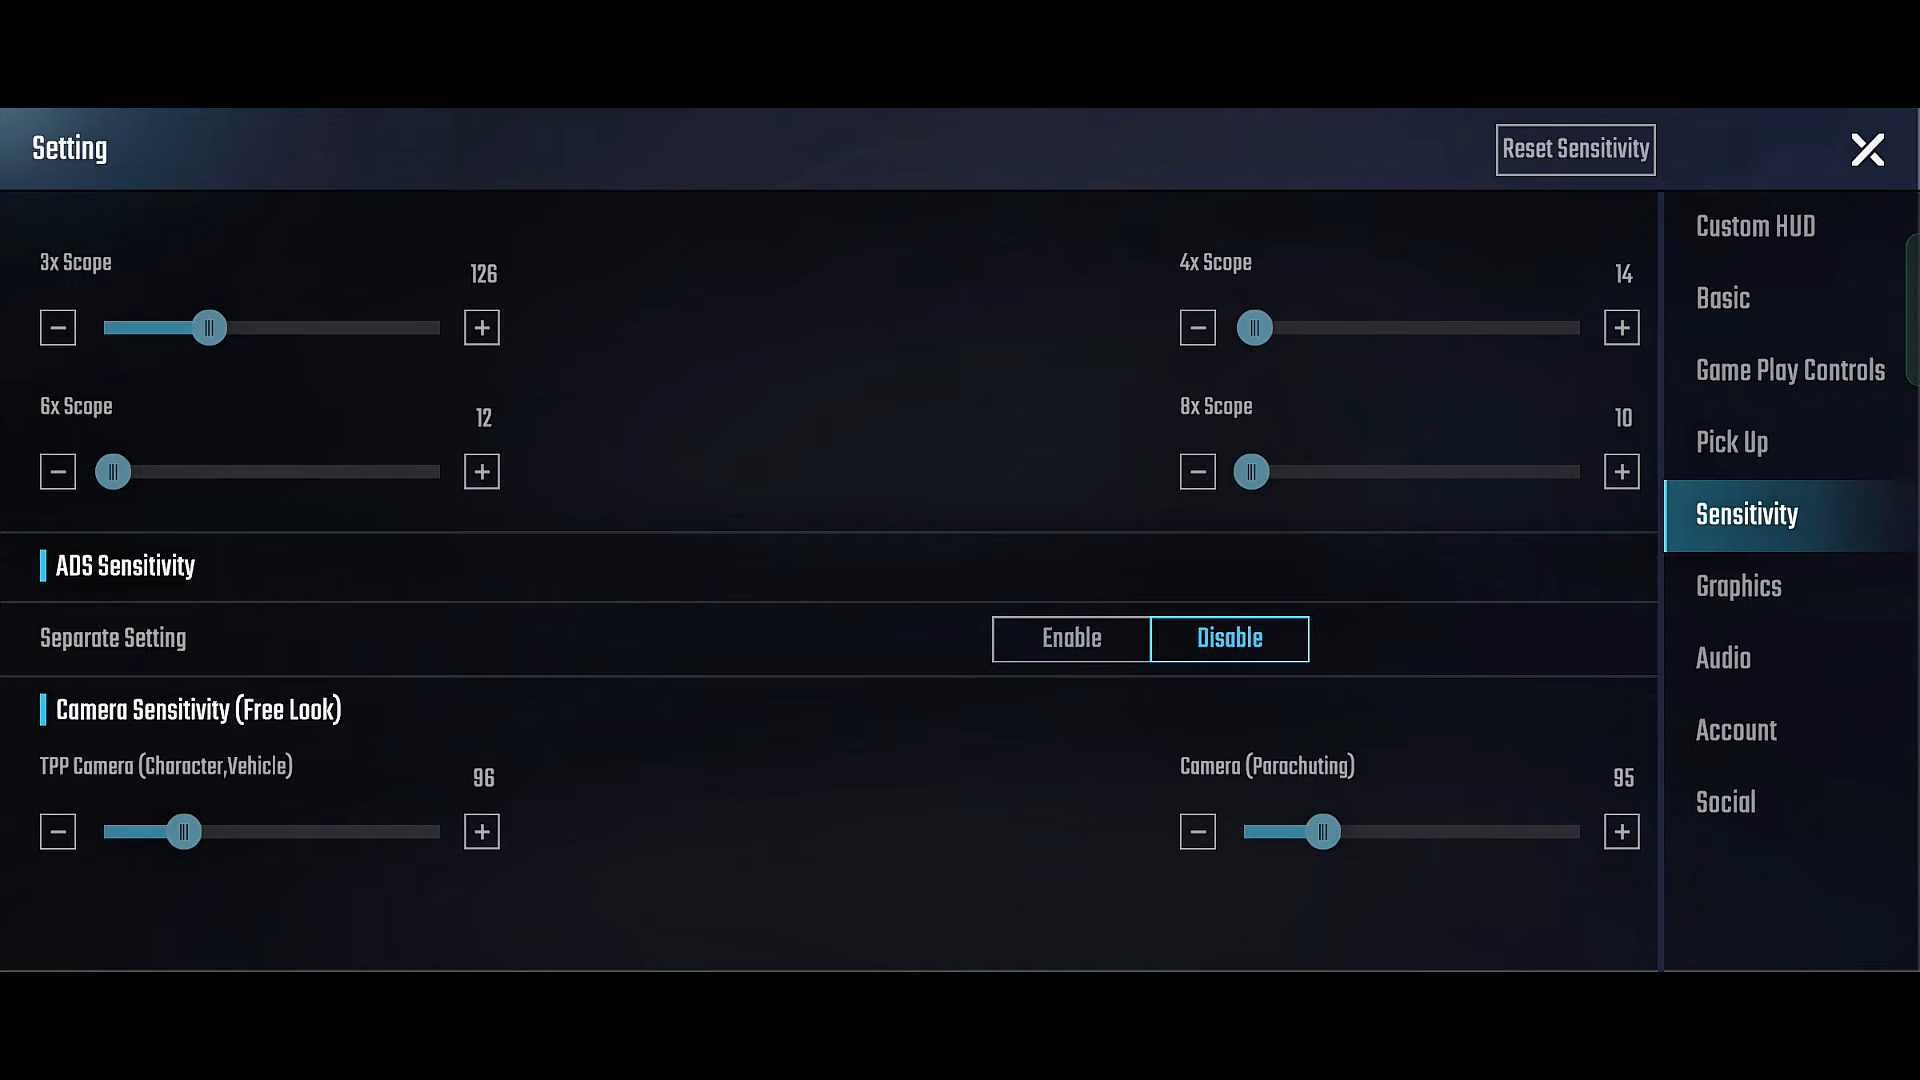 Setting
Reset Sensitivity
3x Scope
126
4x Scope
14
6x Scope
12
8x Scope
10
ADS Sensitivity
Separate Setting
Enable
Disable
Camera Sensitivity (Free Look)
TPP Camera (Character,Vehicle)
96
Camera (Parachuting)
95
Custom HUD
Basic
Game Play Controls
Pick Up
Sensitivity
Graphics
Audio
Account
Social